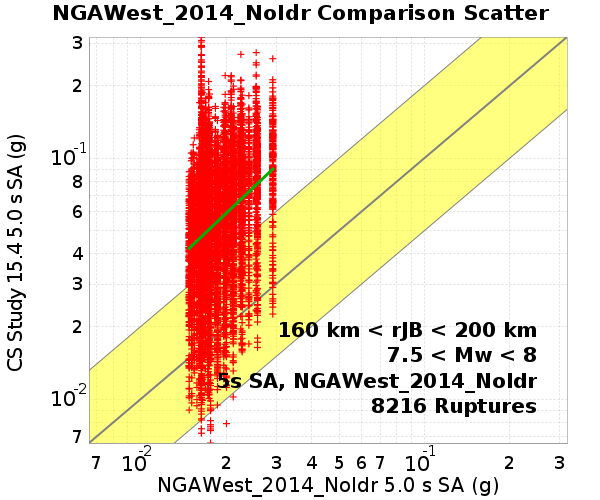 NGAWest_2014_NoIdr Comparison Scatter
CS Study 15.4 5.0 s SA (g)
3
2
10-1
8
6
4
3
2
10-2
7
160 km < rJB < 200 km
7.5 < Mw < 8
5s SA, NGAWest_2014_NoIdr
8216 Ruptures
7 10-2 2 3 4 5 6 7 10-1 2 3
NGAWest_2014_NoIdr 5.0 s SA (g)